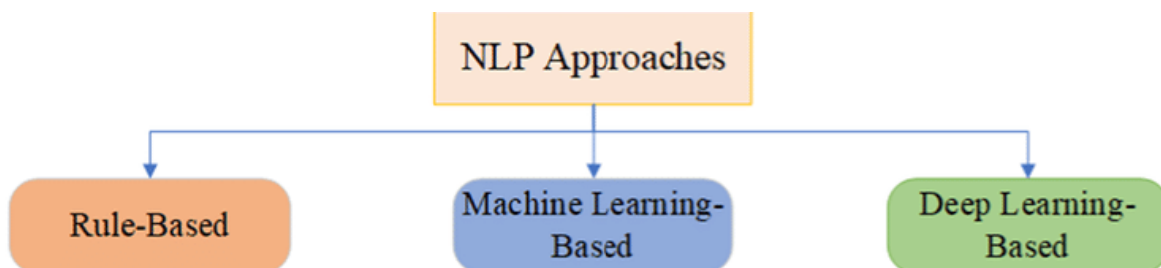 NLP Approaches
Rule-Based
Machine Learning-
Based
Deep Learning-
Based